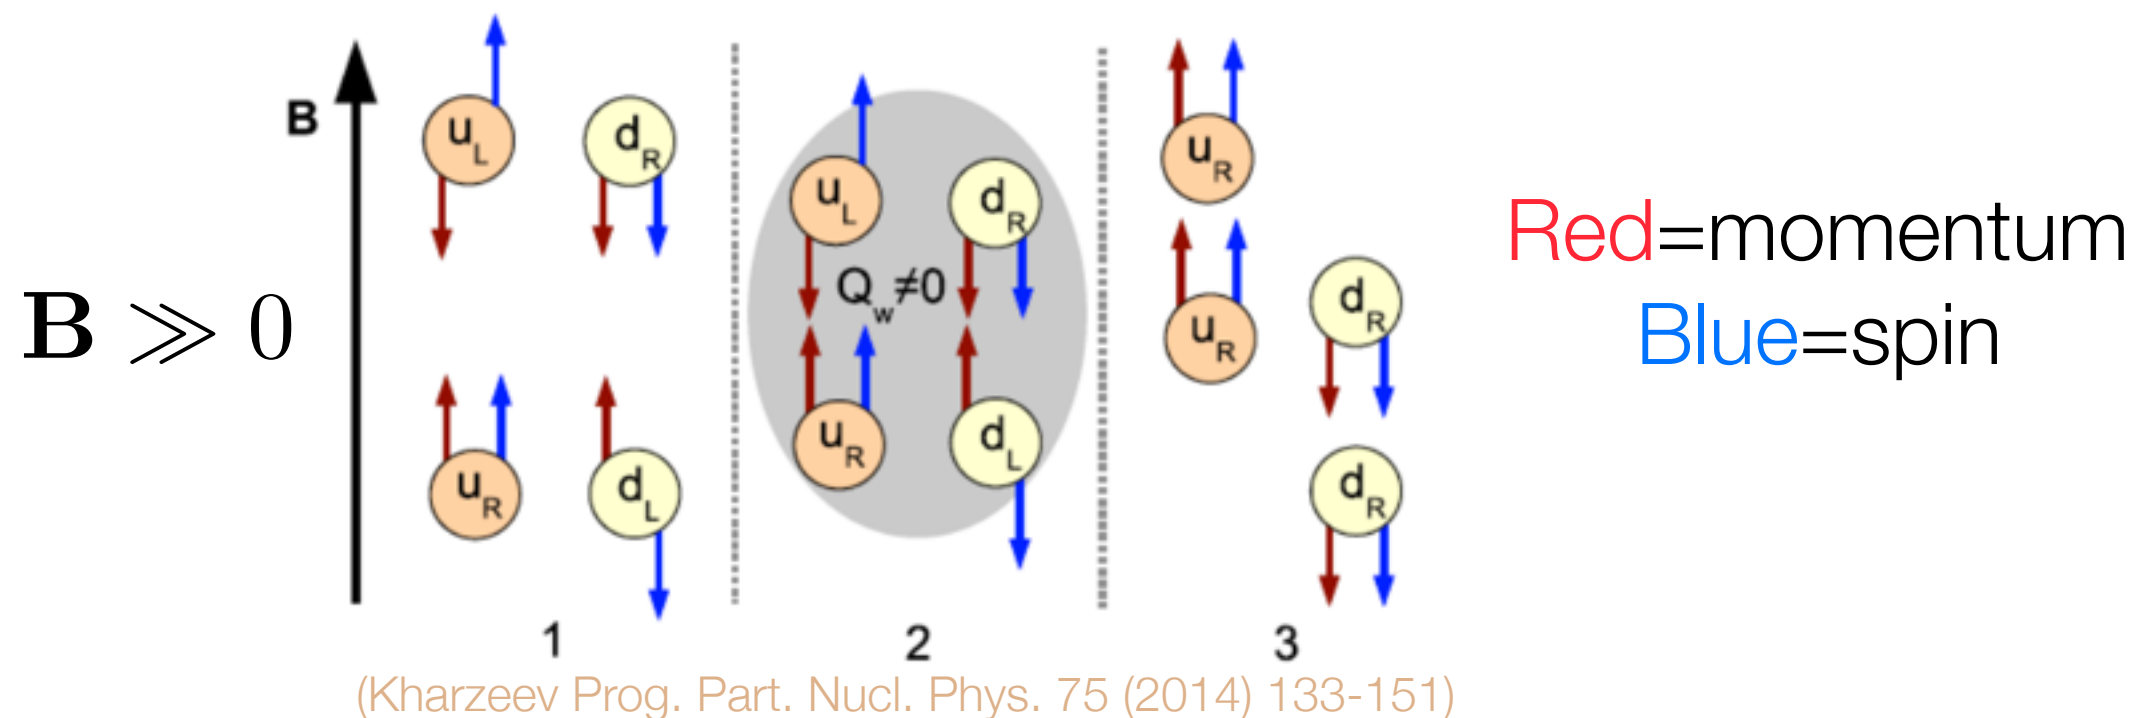 B ≫ 0
B
u_L d_R
u_R d_L
1
u_L d_R
Q_w≠0
u_R d_L
2
u_R
u_R
d_R
d_R
3
Red=momentum
Blue=spin
(Kharzeev Prog. Part. Nucl. Phys. 75 (2014) 133-151)